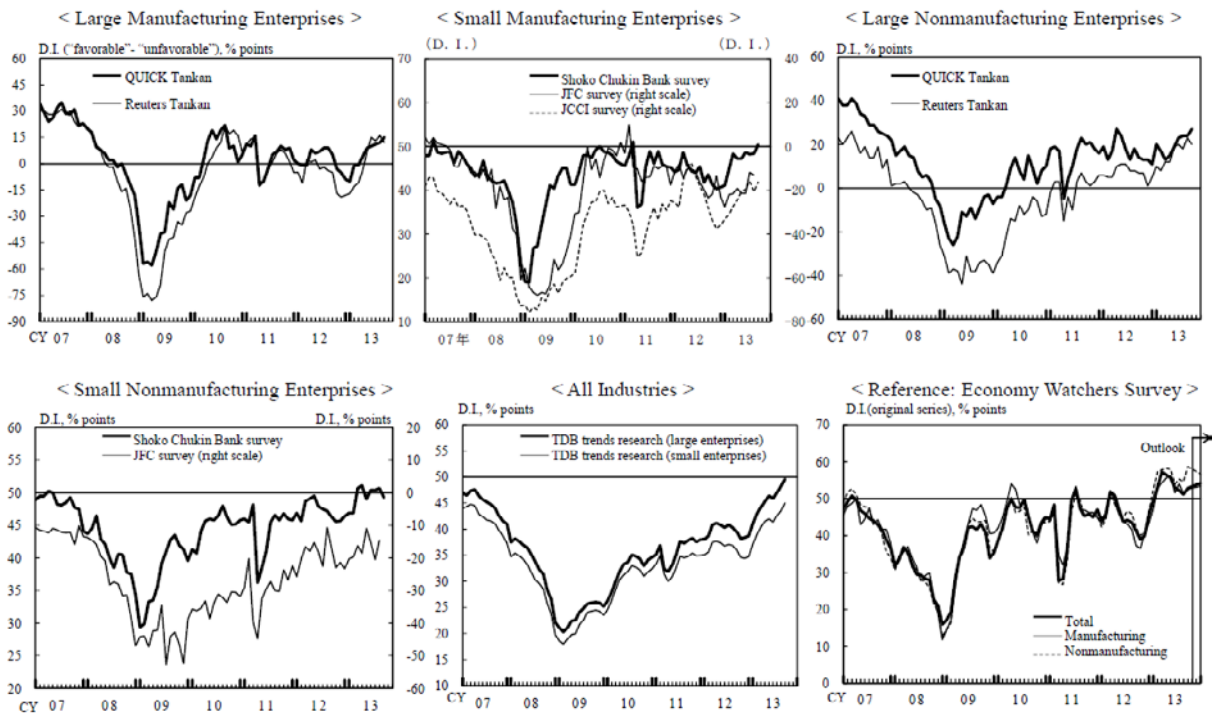 < Large Manufacturing Enterprises >
D.I. ("favorable"- "unfavorable"), % points
60
45
30
15
0
-15
-30
-45
-60
-75
-90
QUICK Tankan
Reuters Tankan
CY 07 08 09 10 11 12 13
< Small Manufacturing Enterprises >
(D. I.) (D. I.)
70
60
50
40
30
20
10
Shoko Chukin Bank survey
JFC survey (right scale)
JCCI survey (right scale)
40
20
0
-20
-40
-60
-80
07年 08 09 10 11 12 13
< Large Nonmanufacturing Enterprises >
D.I., % points
60
40
20
0
20
40
60
QUICK Tankan
Reuters Tankan
CY 07 08 09 10 11 12 13
< Small Nonmanufacturing Enterprises >
D.I., % points D.I., % points
60
55
50
45
40
35
30
25
20
Shoko Chukin Bank survey
JFC survey (right scale)
20
10
0
-10
-20
-30
-40
-50
-60
CY 07 08 09 10 11 12 13
< All Industries >
D.I., % points
60
55
50
45
40
35
30
25
20
15
10
TDB trends research (large enterprises)
TDB trends research (small enterprises)
CY 07 08 09 10 11 12 13
< Reference: Economy Watchers Survey >
D.I.(original series), % points
70
60
50
40
30
20
10
0
Outlook
Total
Manufacturing
Nonmanufacturing
CY 07 08 09 10 11 12 13